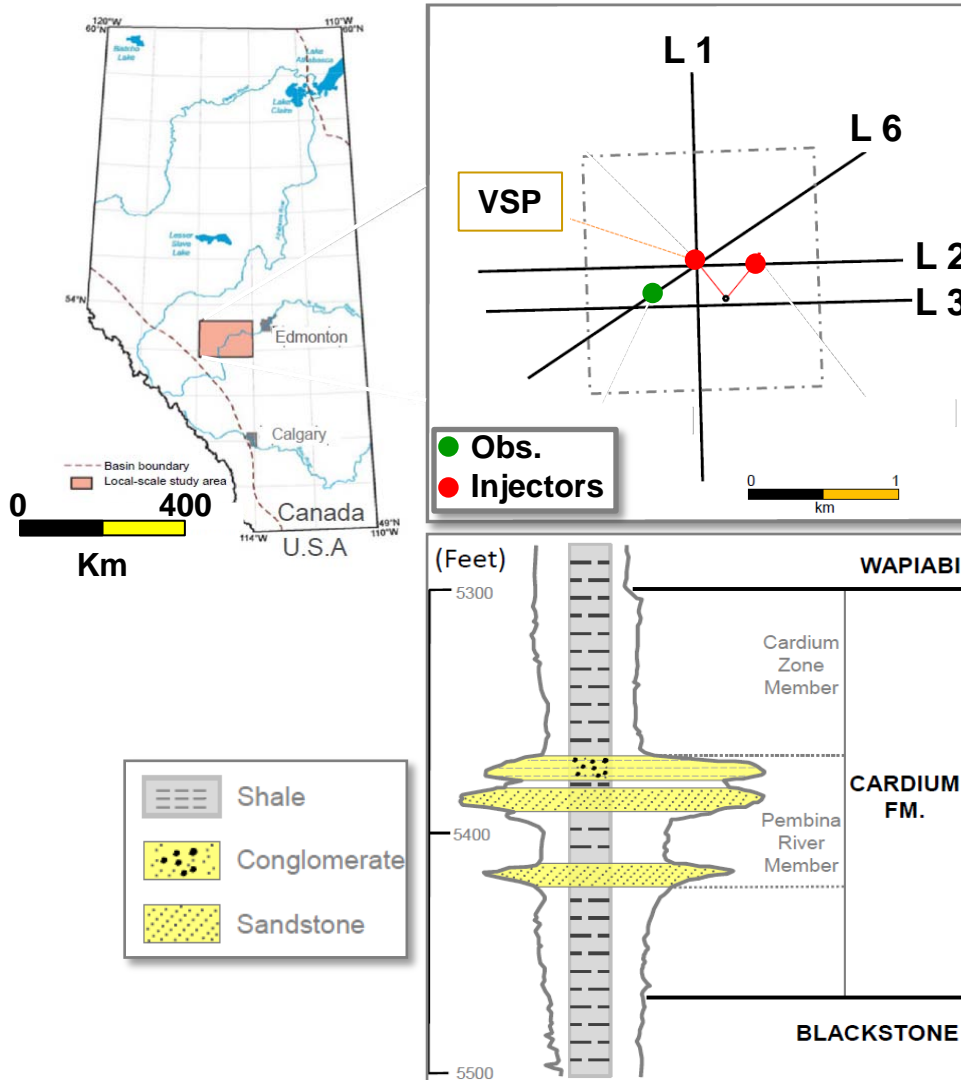 120°W
60°N
110°W
60°N
Bistcho
Lake
Lake
Athabasca
Lake
Claire
Lesser
Slave
Lake
54°N
Edmonton
Calgary
Basin boundary
Local-scale study area
0
400
Km
Canada
U.S.A
114°W
49°N
110°W
L 1
L 6
VSP
L 2
L 3
Obs.
Injectors
0
1
km
(Feet)
5300
5400
5500
WAPIABI
Cardium
Zone
Member
CARDIUM
FM.
Pembina
River
Member
BLACKSTONE
Shale
Conglomerate
Sandstone